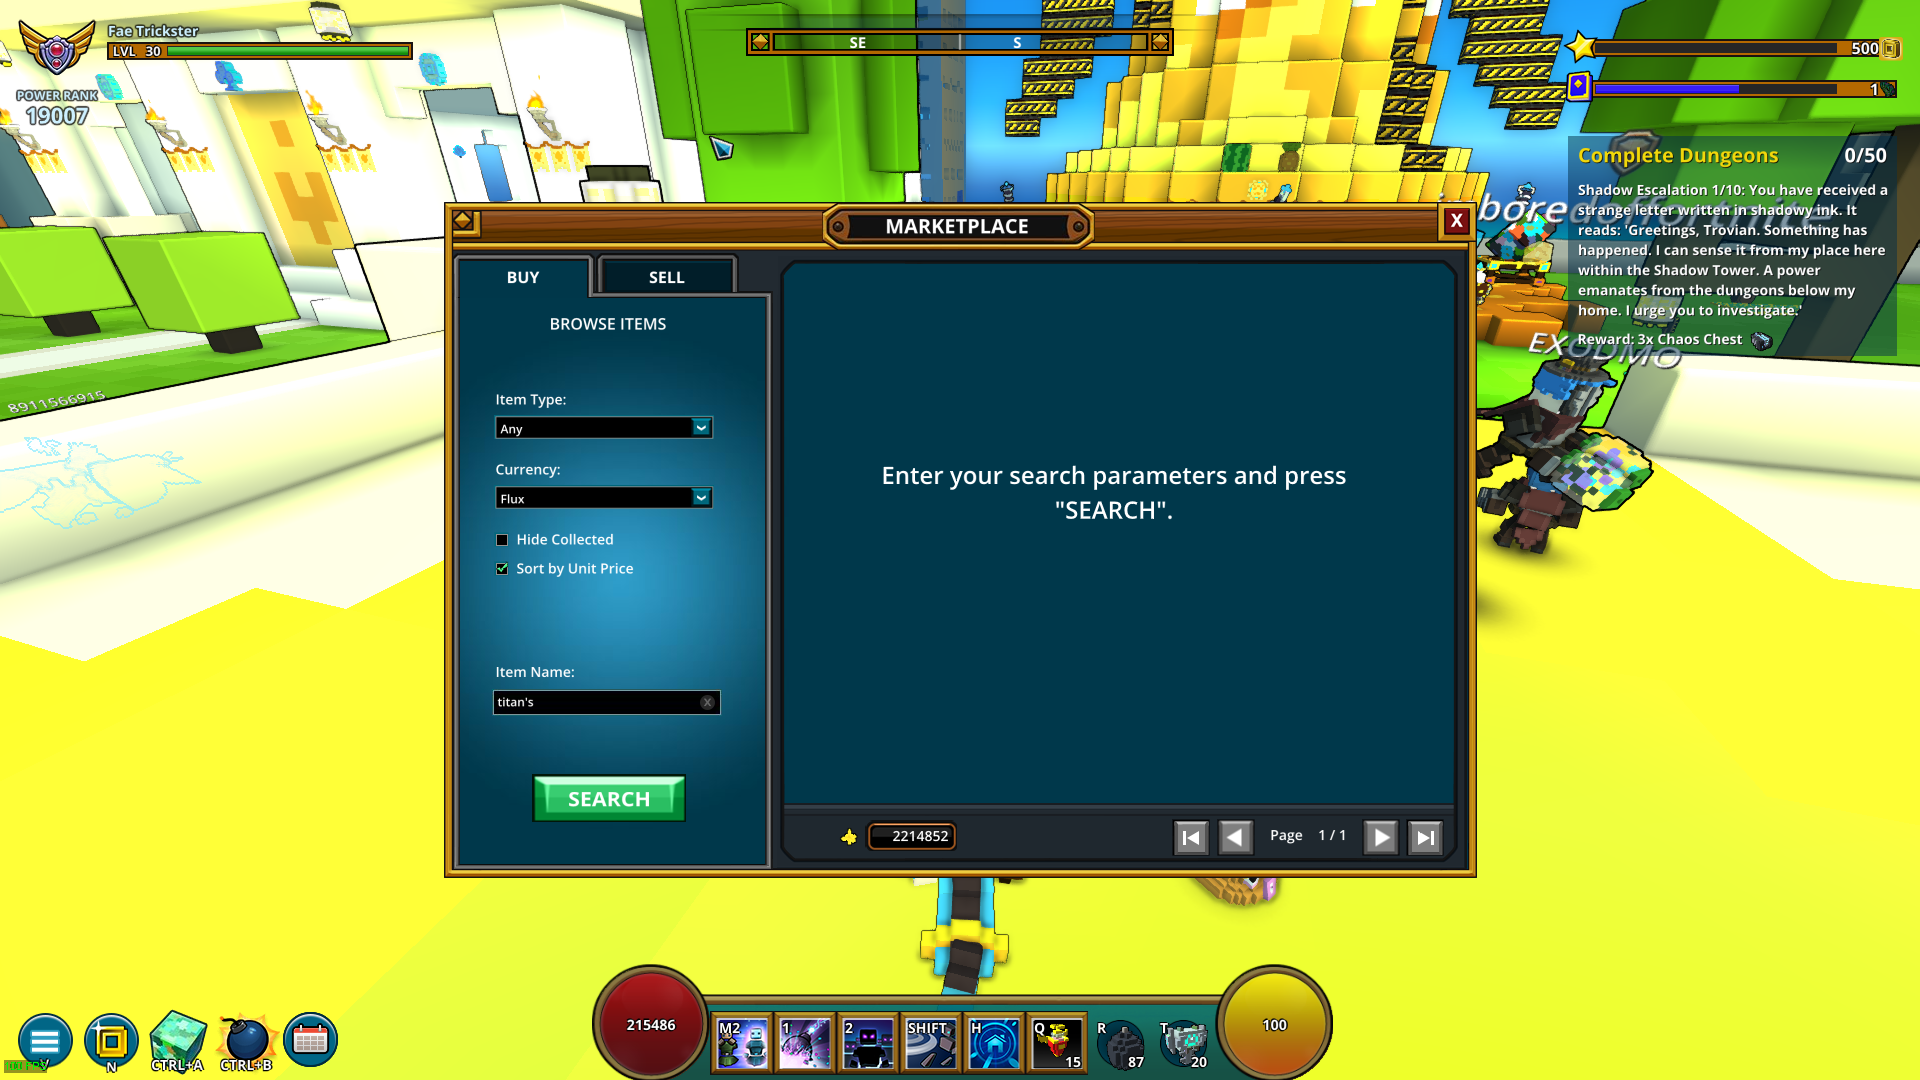 Fae Trickster
LVL 30
POWER RANK
19007
SE
S
500
1
Complete Dungeons 0/50
Shadow Escalation 1/10: You have received a
strange letter written in shadowy ink. It
reads: 'Greetings, Trovian. Something has
happened. I can sense it from my place here
within the Shadow Tower. A power
emanates from the dungeons below my
home. I urge you to investigate.'
Reward: 3x Chaos Chest
EXODMO
8911566915
MARKETPLACE
X
BUY
SELL
BROWSE ITEMS
Item Type:
Any
Currency:
Flux
Hide Collected
Sort by Unit Price
Item Name:
titan's
X
SEARCH
Enter your search parameters and press
"SEARCH".
2214852
Page 1 / 1
215486
M2
1
2
SHIFT
H
Q
15
R
87
T
20
100
N
CTRL+A
CTRL+B